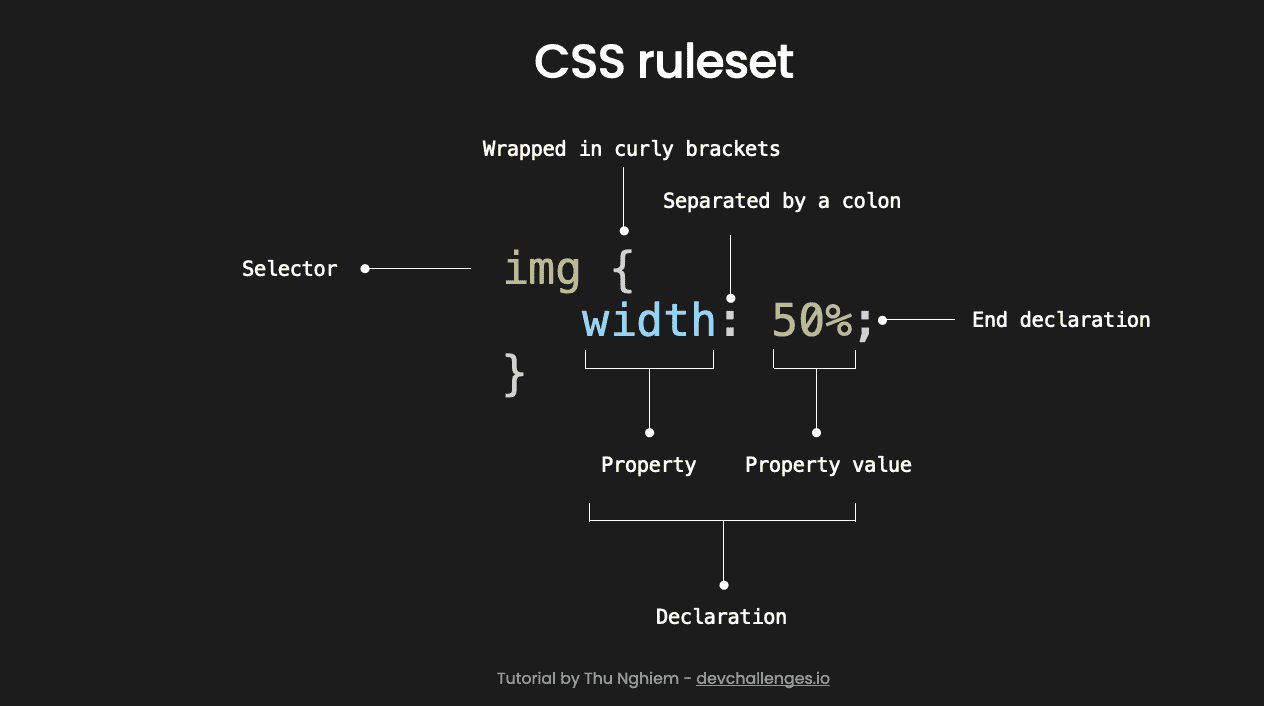 CSS ruleset
Wrapped in curly brackets
Separated by a colon
Selector
img {
width: 50%;
End declaration
}
Property
Property value
Declaration
Tutorial by Thu Nghiem - devchallenges.io